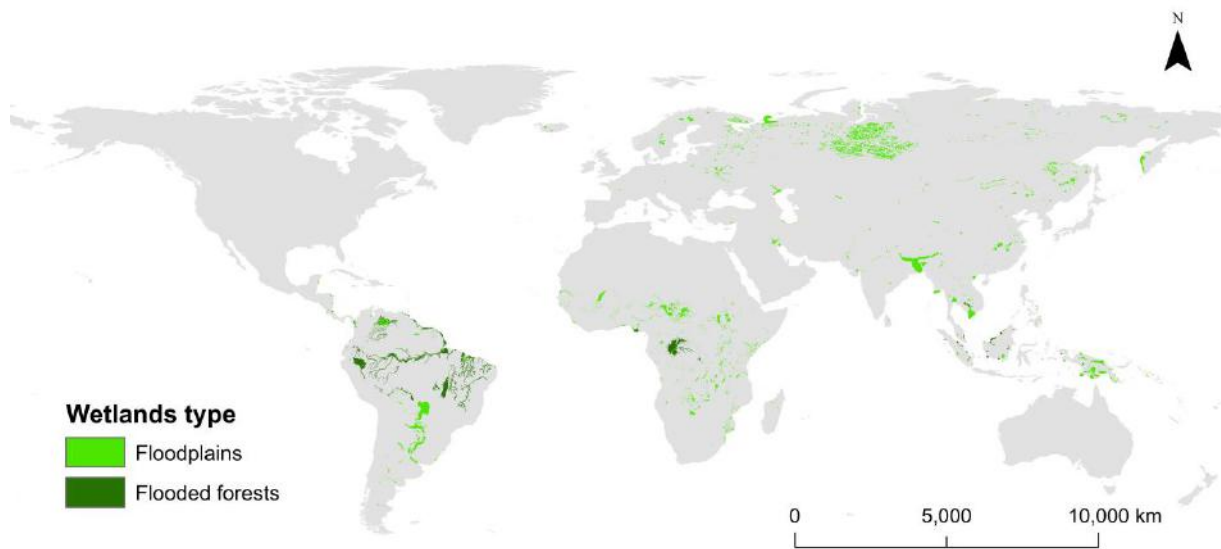 N
Wetlands type
Floodplains
Flooded forests
0 5,000 10,000 km